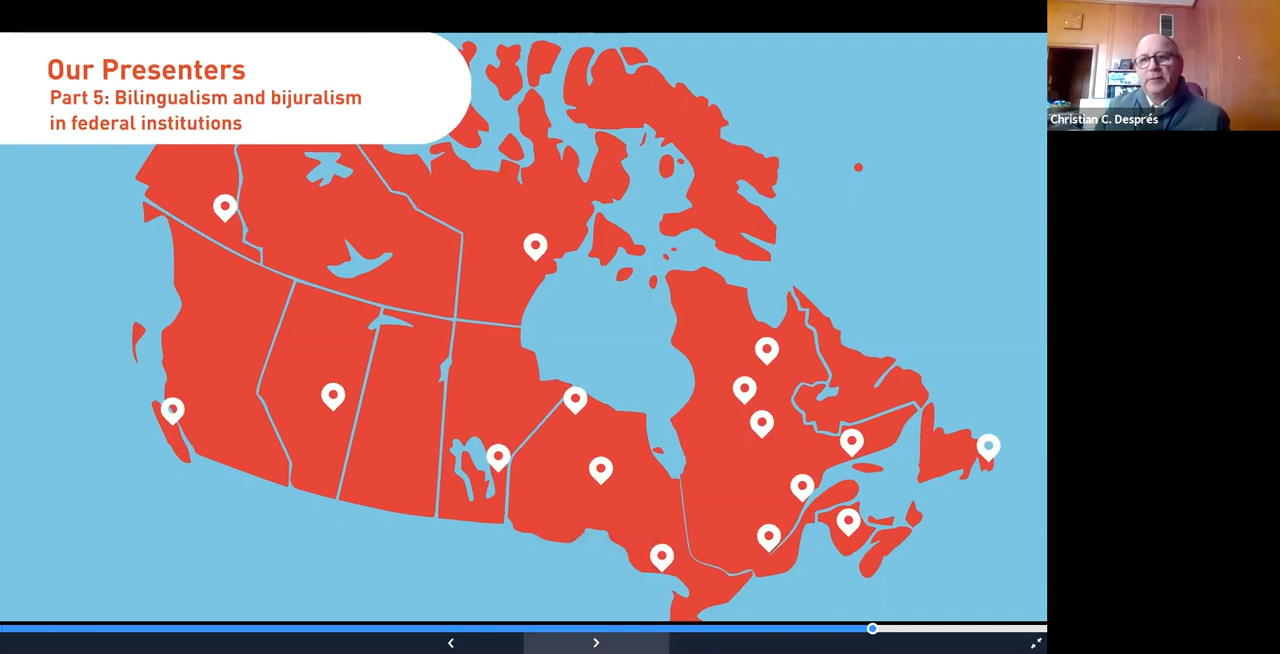 Our Presenters
Part 5: Bilingualism and bijuralism
in federal institutions
Christian C. Després